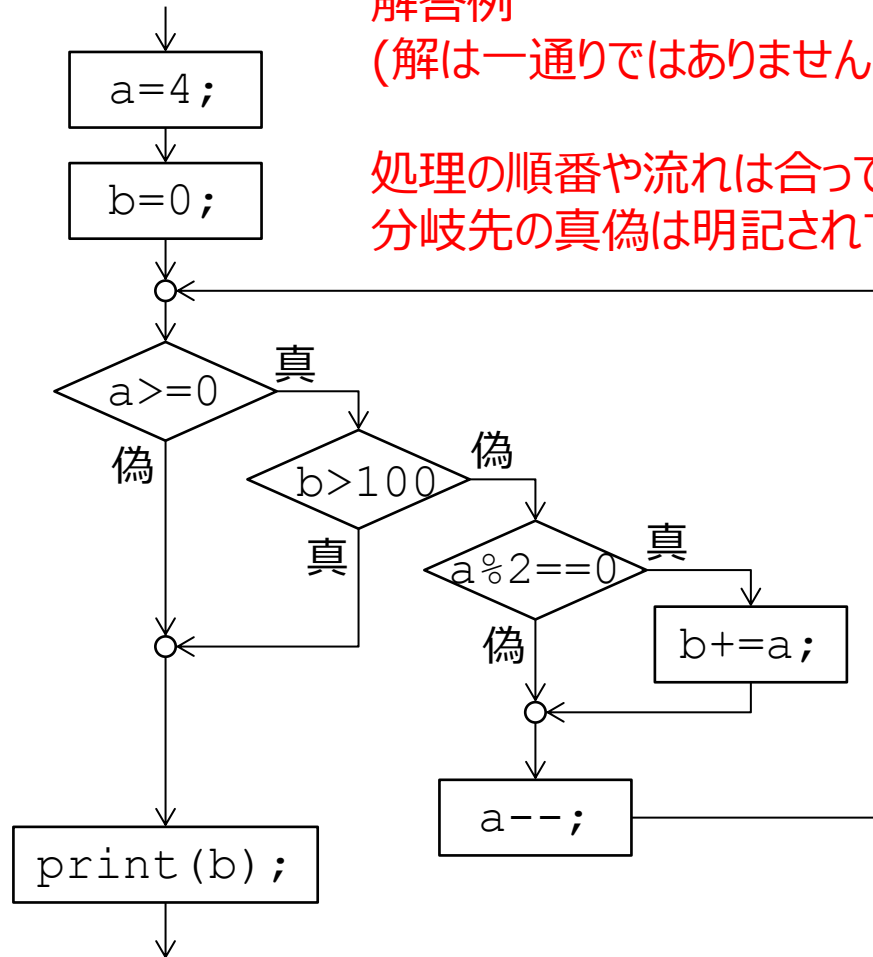 解答例
(解は一通りではありません
処理の順番や流れは合って
分岐先の真偽は明記されて
a=4;
b=0;
a>=0
真
偽
b>100
偽
真
a%2==0
真
偽
b+=a;
a--;
print(b);